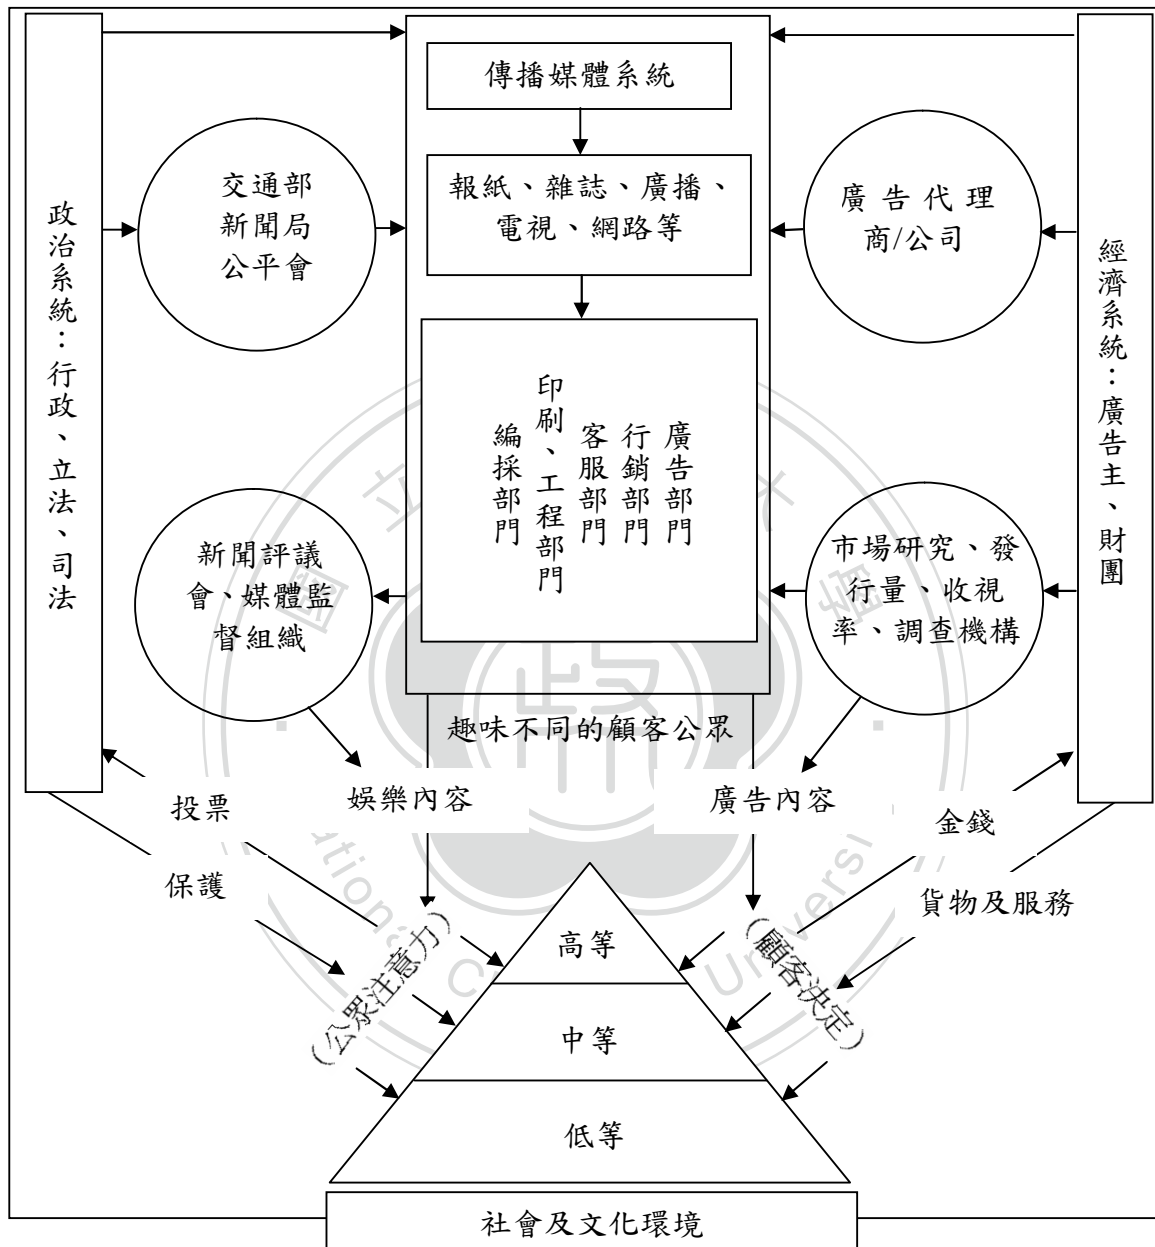 傳播媒體系統
報紙、雜誌、廣播、
電視、網路等
政治系統：行政、立法、司法
交通部
新聞局
公平會
廣告代理
商/公司
經濟系統：廣告主、財團
編採部門
印刷、工程部門
客服部門
行銷部門
廣告部門
新聞評議
會、媒體監
督組織
市場研究、發
行量、收視
率、調查機構
趣味不同的顧客公眾
投票
娛樂內容
廣告內容
金錢
保護
貨物及服務
（公眾注意力）
（顧客決定）
高等
中等
低等
社會及文化環境
國立
大學
政
ational
C
Universi